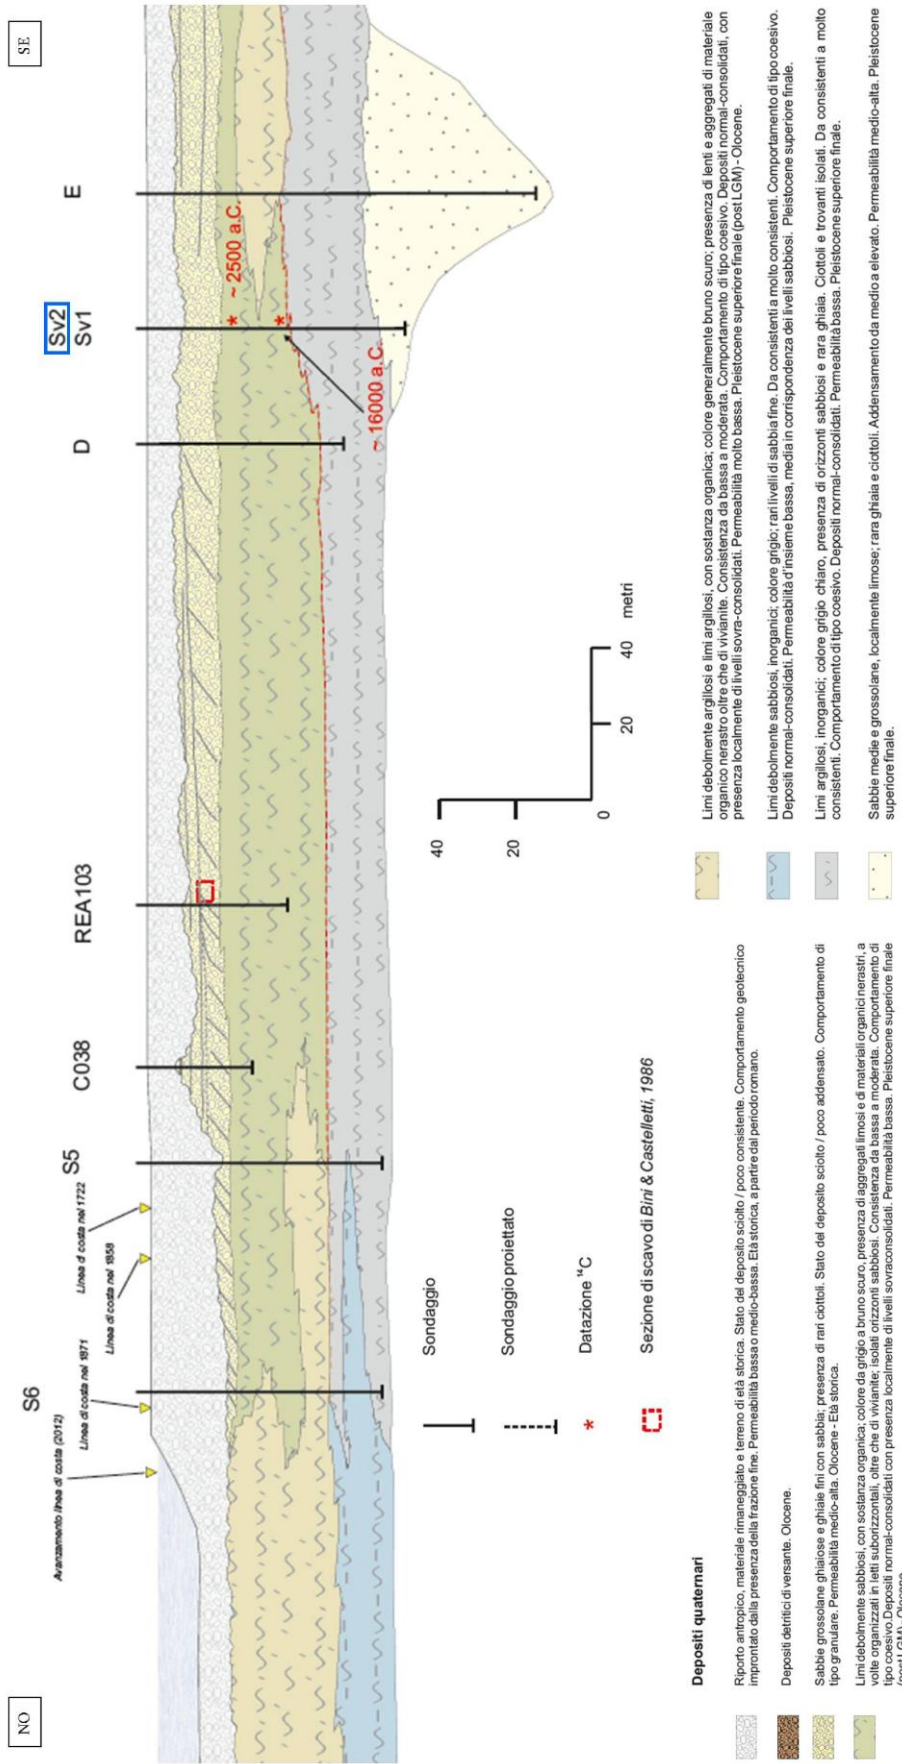 NO
SE
Avanzamento linea di costa (2012)
S6
Linea di costa nel 1871
Linea di costa nel 1858
Linea di costa nel 1722
S5
C038
REA103
D
Sv2
Sv1
E
~ 2500 a.C.
~ 16000 a.C.
*
*
Sondaggio
Sondaggio proiettato
* Datazione ¹⁴C
Sezione di scavo di Bini & Castelletti, 1986
40
20
0
20
40
metri
Depositi quaternari
Riporto antropico, materiale rimaneggiato e terreno di età storica. Stato del deposito sciolto / poco consistente. Comportamento geotecnico
improntato dalla presenza della frazione fine. Permeabilità bassa o medio-bassa. Età storica, a partire dal periodo romano.
Depositi detritici di versante. Olocene.
Sabbie grossolane ghiaiose e ghiaie fini con sabbia; presenza di rari ciottoli. Stato del deposito sciolto / poco addensato. Comportamento di
tipo granulare. Permeabilità medio-alta. Olocene - Età storica.
Limi debolmente sabbiosi, con sostanza organica; colore da grigio a bruno scuro, presenza di aggregati limosi e di materiali organici nerastri, a
volte organizzati in letti suborizzontali, oltre che di vivianite; isolati orizzonti sabbiosi. Consistenza da bassa a moderata. Comportamento di
tipo coesivo. Depositi normal-consolidati con presenza localmente di livelli sovraconsolidati. Permeabilità bassa. Pleistocene superiore finale
(post LGM) - Olocene.
Limi debolmente argillosi e limi argillosi, con sostanza organica; colore generalmente bruno scuro; presenza di lenti e aggregati di materiale
organico nerastro oltre che di vivianite. Consistenza da bassa a moderata. Comportamento di tipo coesivo. Depositi normal-consolidati, con
presenza localmente di livelli sovra-consolidati. Permeabilità molto bassa. Pleistocene superiore finale (post LGM) - Olocene.
Limi debolmente sabbiosi, inorganici; colore grigio; rari livelli di sabbia fine. Da consistenti a molto consistenti. Comportamento di tipo coesivo.
Depositi normal-consolidati. Permeabilità d'insieme bassa, media in corrispondenza dei livelli sabbiosi. Pleistocene superiore finale.
Limi argillosi, inorganici; colore grigio chiaro, presenza di orizzonti sabbiosi e rara ghiaia. Ciottoli e trovanti isolati. Da consistenti a molto
consistenti. Comportamento di tipo coesivo. Depositi normal-consolidati. Permeabilità bassa. Pleistocene superiore finale.
Sabbie medie e grossolane, localmente limose; rara ghiaia e ciottoli. Addensamento da medio a elevato. Permeabilità medio-alta. Pleistocene
superiore finale.